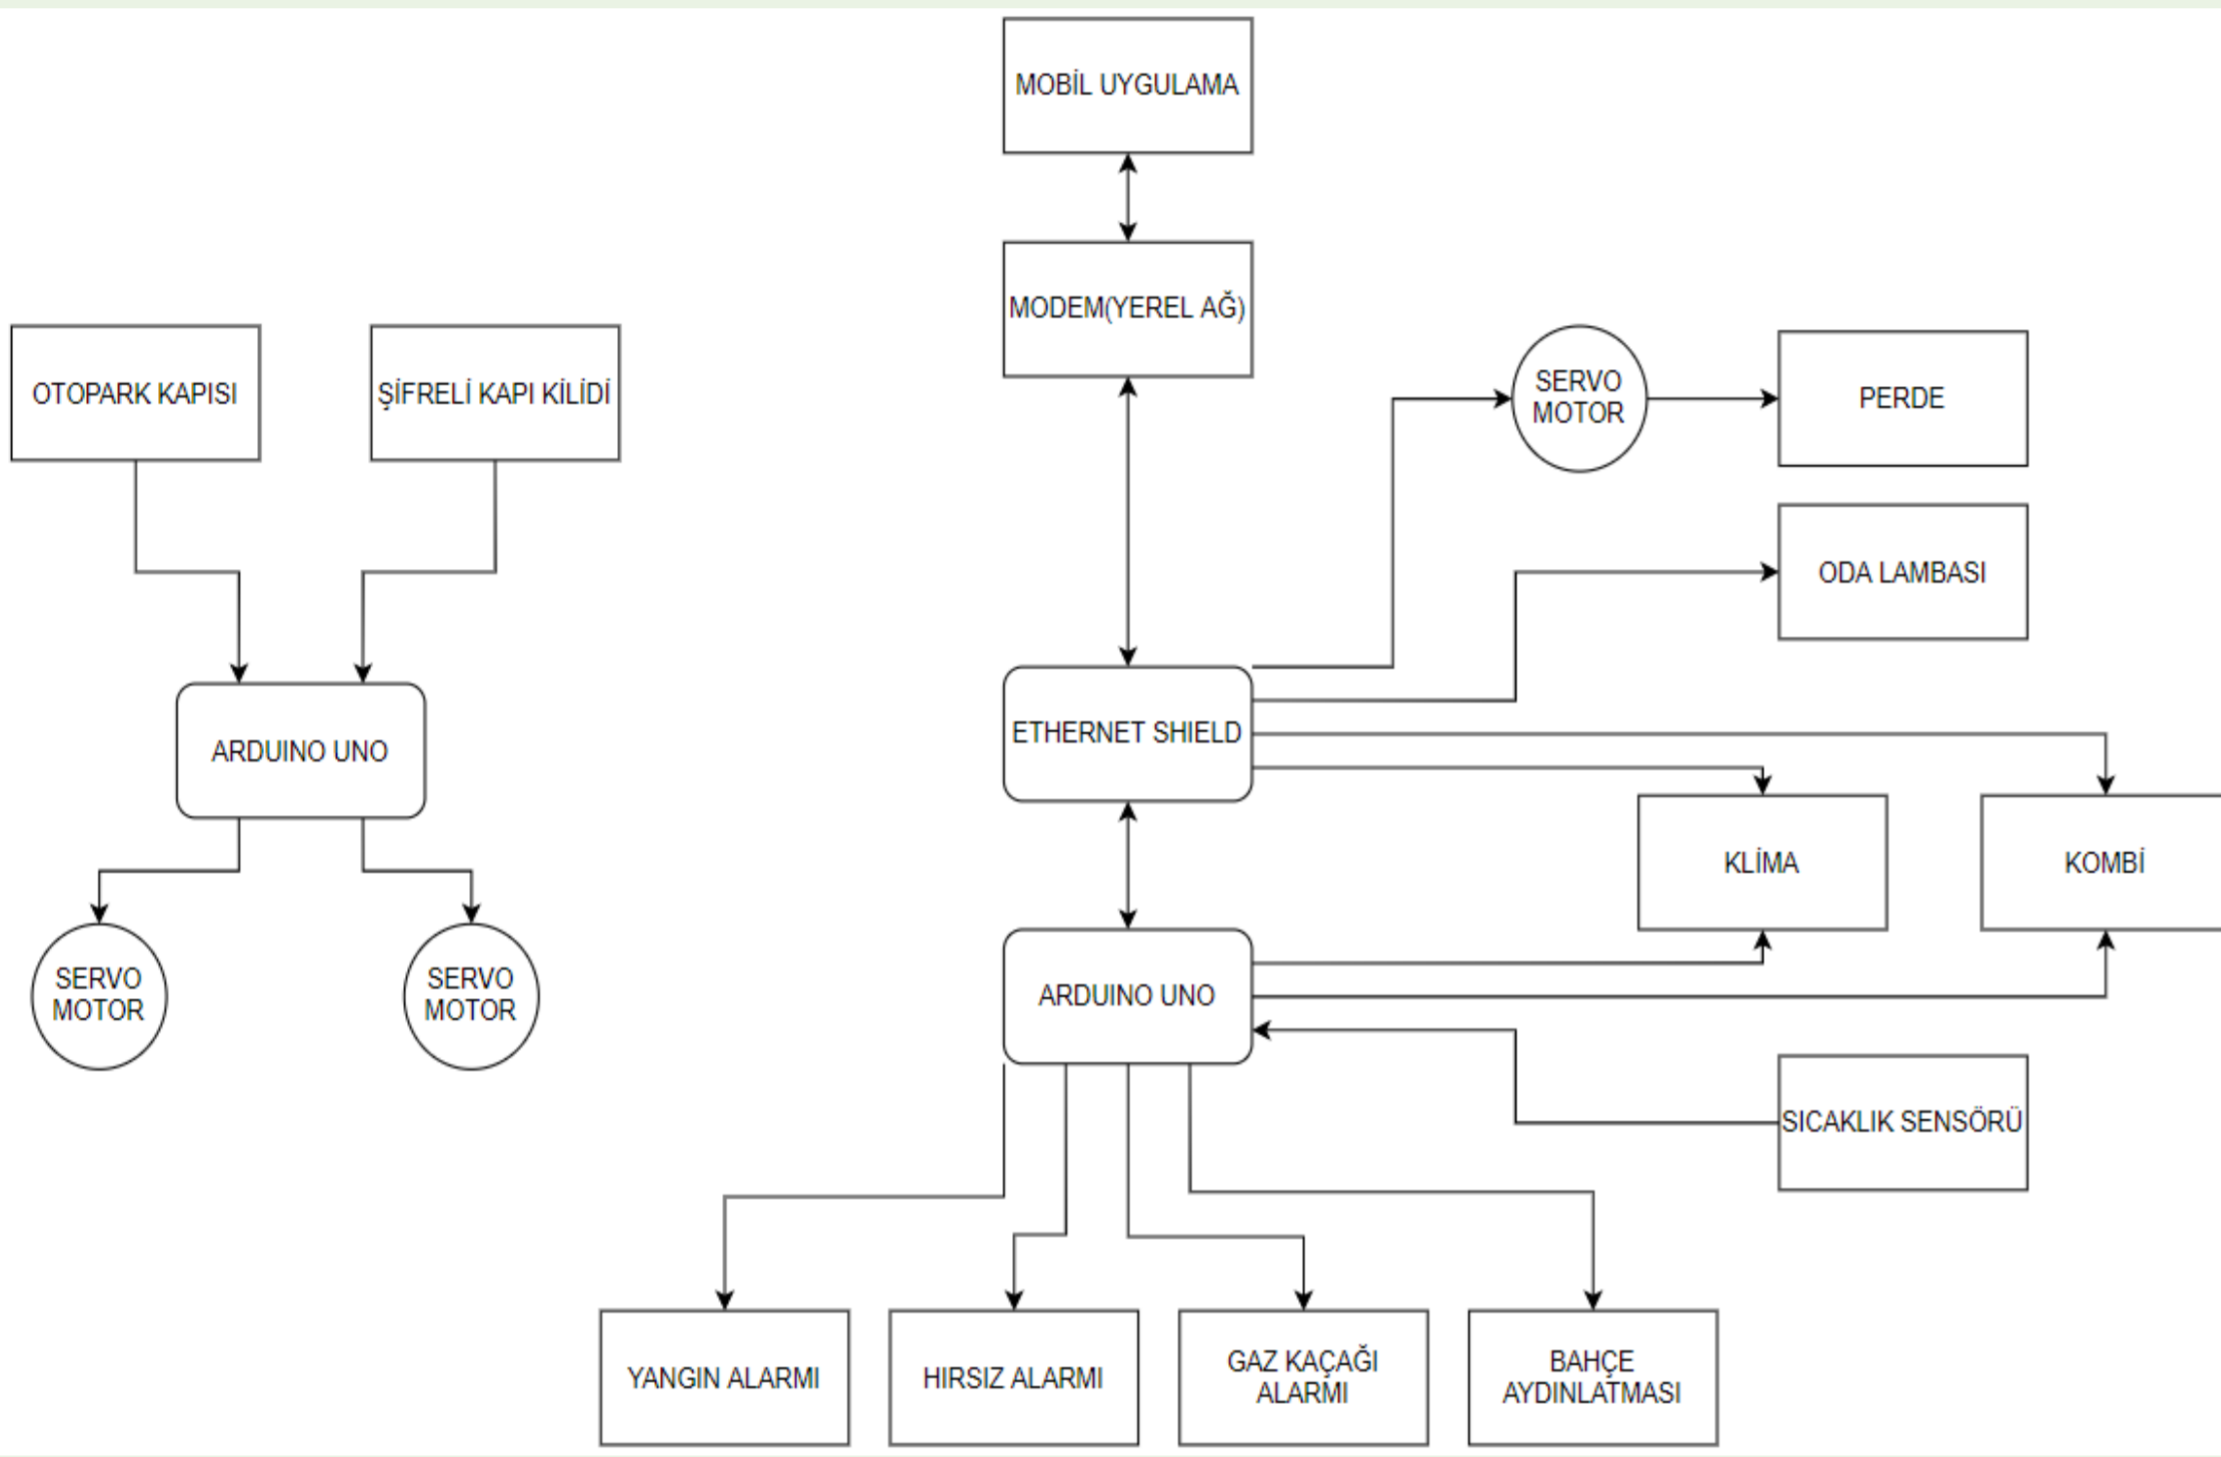 MOBİL UYGULAMA
MODEM(YEREL AĞ)
OTOPARK KAPISI
ŞİFRELİ KAPI KİLİDİ
SERVO
MOTOR
PERDE
ODA LAMBASI
ARDUINO UNO
ETHERNET SHIELD
KLİMA
KOMBİ
SERVO
MOTOR
SERVO
MOTOR
ARDUINO UNO
SICAKLIK SENSÖRÜ
YANGIN ALARMI
HIRSIZ ALARMI
GAZ KAÇAĞI
ALARMI
BAHÇE
AYDINLATMASI